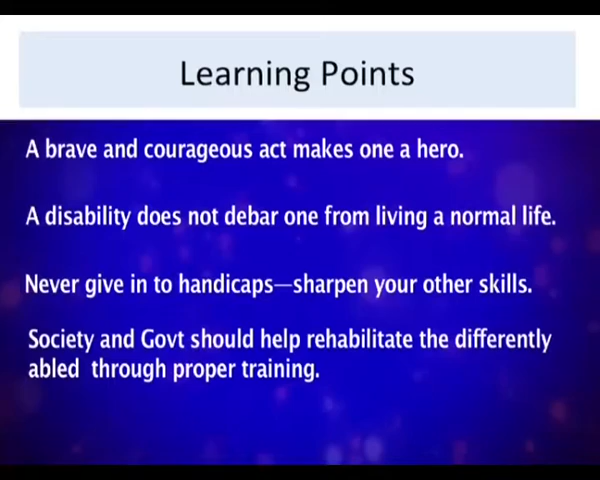 Learning Points
A brave and courageous act makes one a hero.
A disability does not debar one from living a normal life.
Never give in to handicaps—sharpen your other skills.
Society and Govt should help rehabilitate the differently
abled through proper training.